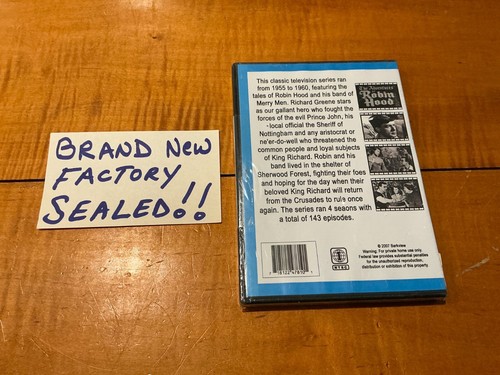 BRAND NEW
FACTORY
SEALED!!
This classic television series ran
from 1955 to 1960, featuring the
tales of Robin Hood and his band of
Merry Men. Richard Greene stars
as our gallant hero who fought the
forces of the evil Prince John, his
local official the Sheriff of
Nottingham and any aristocrat or
ne'er-do-well who threatened the
common people and loyal subjects
of King Richard. Robin and his
band lived in the shelter of
Sherwood Forest, fighting their foes
and hoping for the day when their
beloved King Richard will return
from the Crusades to rule once
again. The series ran 4 seaons with
a total of 143 episodes.
The Adventures
Robin
Hood
NTSC
© 2007 Darkview
Warning: For private home use only.
Federal law provides substantial penalties
for the unauthorized reproduction,
distribution or exhibition of this property.